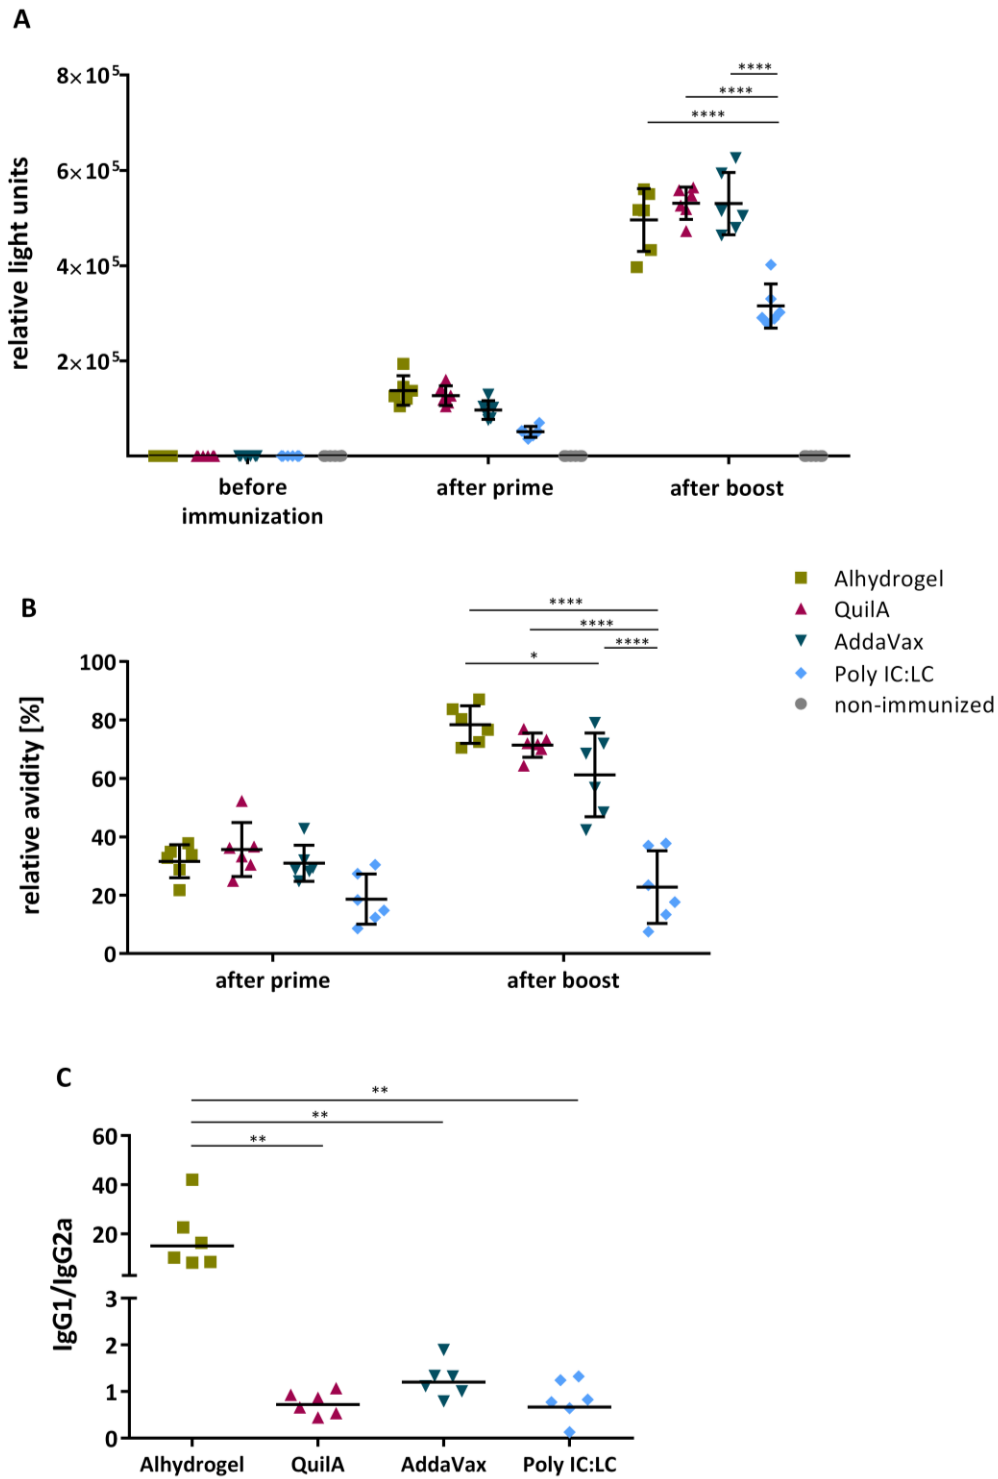 A
8×10⁵
6×10⁵
4×10⁵
2×10⁵
relative light units
****
****
****
before
immunization
after prime
after boost
Alhydrogel
QuilA
AddaVax
Poly IC:LC
non-immunized
B
100
80
60
40
20
0
relative avidity [%]
****
****
****
*
after prime
after boost
C
60
40
20
3
2
1
0
IgG1/IgG2a
**
**
**
Alhydrogel
QuilA
AddaVax
Poly IC:LC